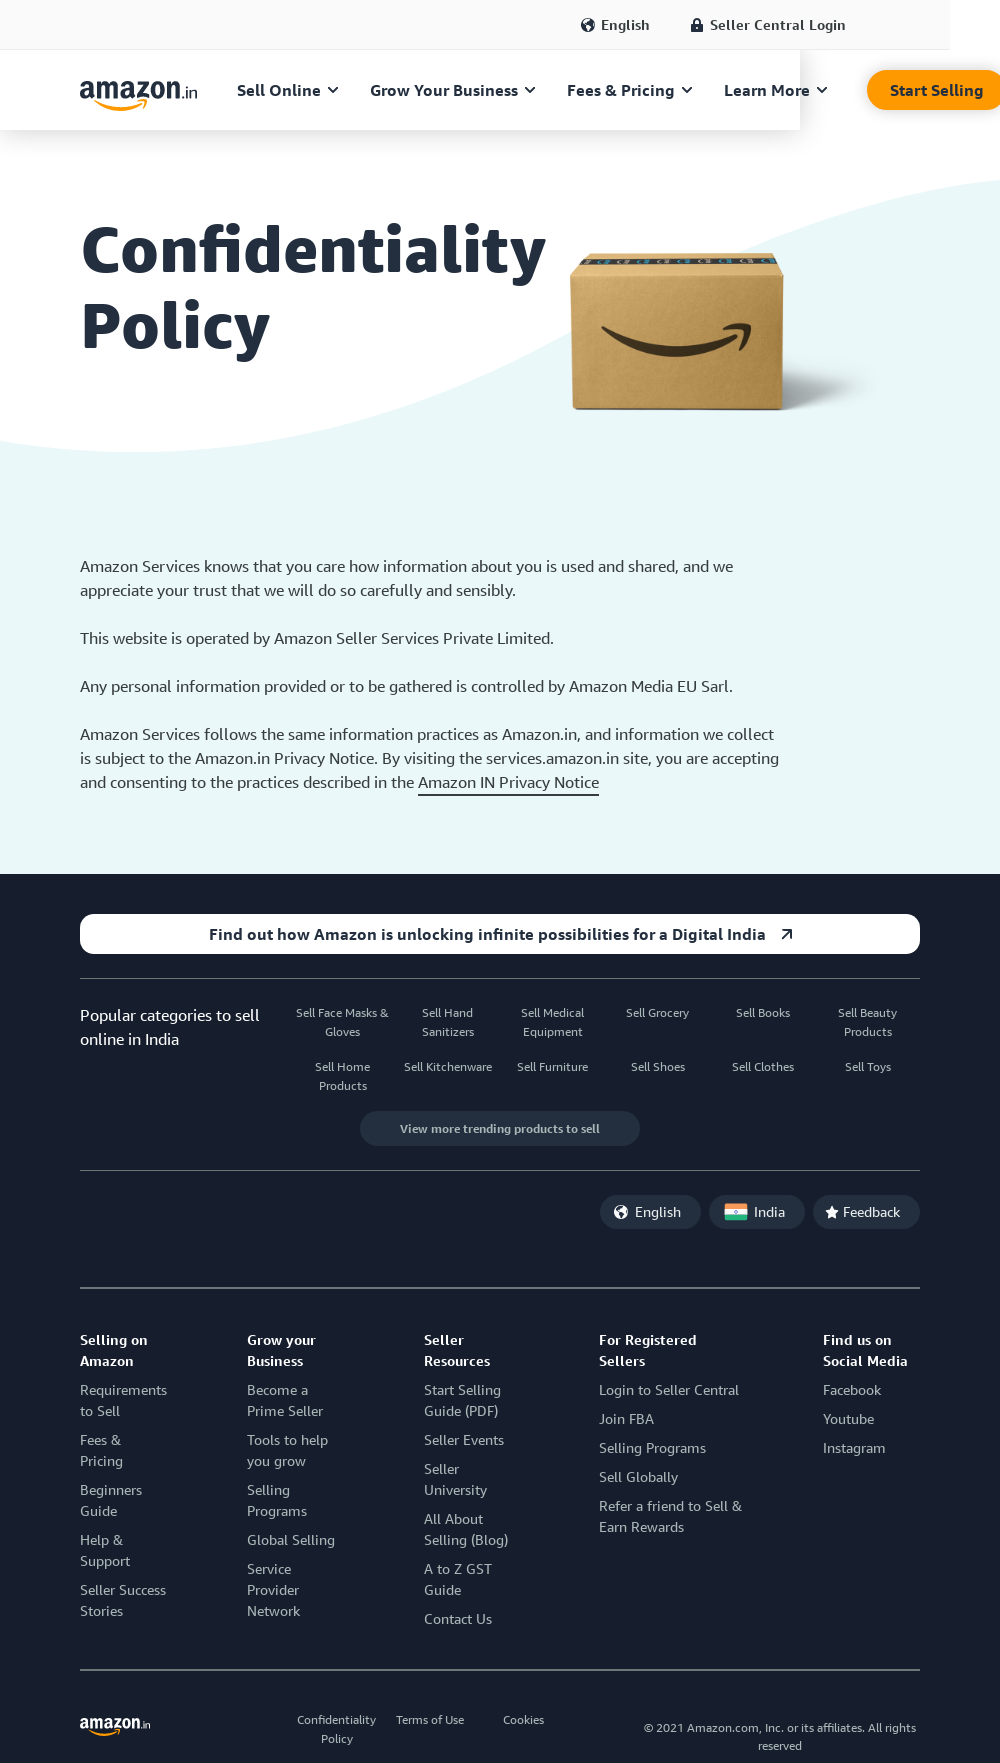 English
Seller Central Login
amazon.in
Sell Online
Grow Your Business
Fees & Pricing
Learn More
Start Selling
Confidentiality
Policy
Amazon Services knows that you care how information about you is used and shared, and we
appreciate your trust that we will do so carefully and sensibly.
This website is operated by Amazon Seller Services Private Limited.
Any personal information provided or to be gathered is controlled by Amazon Media EU Sarl.
Amazon Services follows the same information practices as Amazon.in, and information we collect
is subject to the Amazon.in Privacy Notice. By visiting the services.amazon.in site, you are accepting
and consenting to the practices described in the Amazon IN Privacy Notice
Find out how Amazon is unlocking infinite possibilities for a Digital India
Popular categories to sell
online in India
Sell Face Masks &
Gloves
Sell Hand
Sanitizers
Sell Medical
Equipment
Sell Grocery
Sell Books
Sell Beauty
Products
Sell Home
Products
Sell Kitchenware
Sell Furniture
Sell Shoes
Sell Clothes
Sell Toys
View more trending products to sell
English
India
Feedback
Selling on
Amazon
Requirements
to Sell
Fees &
Pricing
Beginners
Guide
Help &
Support
Seller Success
Stories
Grow your
Business
Become a
Prime Seller
Tools to help
you grow
Selling
Programs
Global Selling
Service
Provider
Network
Seller
Resources
Start Selling
Guide (PDF)
Seller Events
Seller
University
All About
Selling (Blog)
A to Z GST
Guide
Contact Us
For Registered
Sellers
Login to Seller Central
Join FBA
Selling Programs
Sell Globally
Refer a friend to Sell &
Earn Rewards
Find us on
Social Media
Facebook
Youtube
Instagram
amazon.in
Confidentiality
Policy
Terms of Use
Cookies
© 2021 Amazon.com, Inc. or its affiliates. All rights
reserved